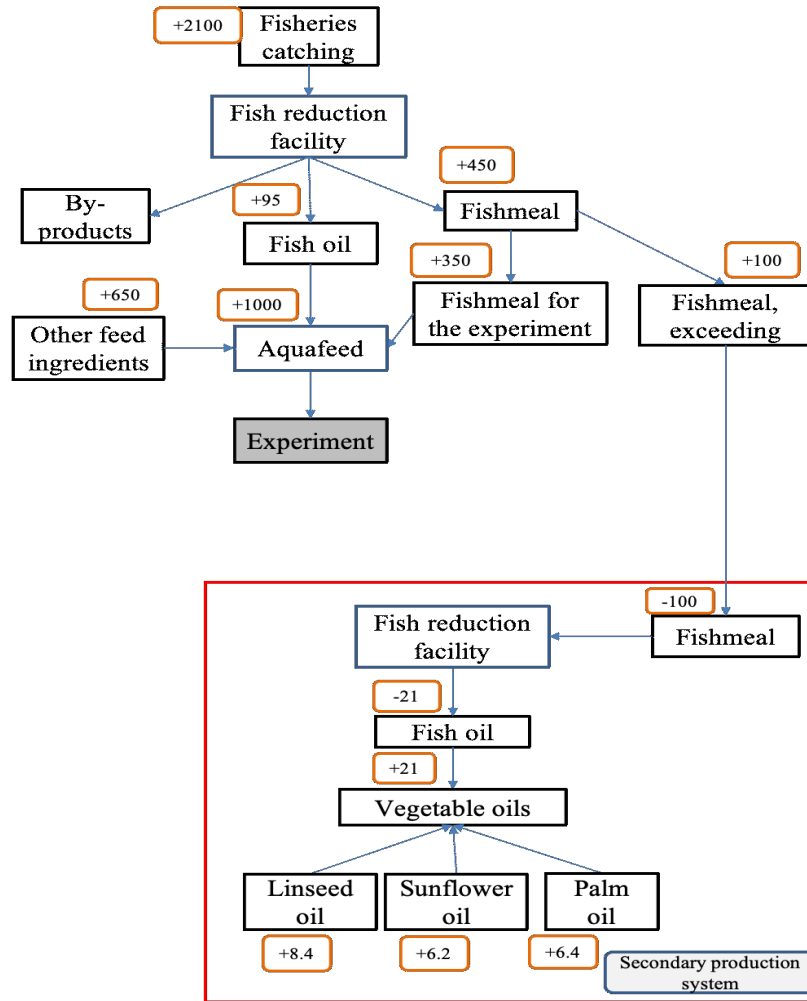 +2100
Fisheries
catching
Fish reduction
facility
+450
By-
products
+95
Fish oil
Fishmeal
+350
+100
+650
+1000
Other feed
ingredients
Aquafeed
Fishmeal for
the experiment
Fishmeal,
exceeding
Experiment
-100
Fishmeal
Fish reduction
facility
-21
Fish oil
+21
Vegetable oils
Linseed
oil
Sunflower
oil
Palm
oil
+8.4
+6.2
+6.4
Secondary production
system